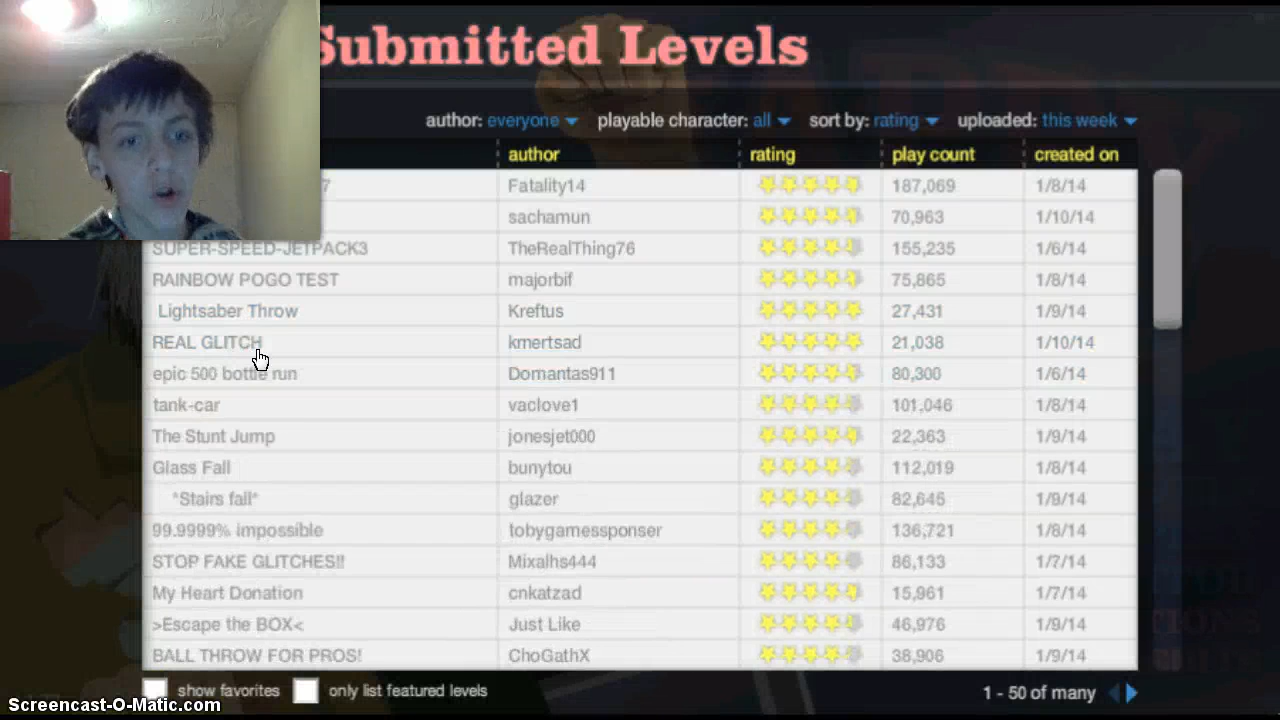 Submitted Levels
author: everyone playable character: all sort by: rating uploaded: this week
author rating play count created on
7 Fatality14 187,069 1/8/14
sachamun 70,963 1/10/14
SUPER-SPEED-JETPACK3 TheRealThing76 155,235 1/6/14
RAINBOW POGO TEST majorbif 75,865 1/8/14
Lightsaber Throw Kreftus 27,431 1/9/14
REAL GLITCH kmertsad 21,038 1/10/14
epic 500 bottle run Domantas911 80,300 1/6/14
tank-car vaclove1 101,046 1/8/14
The Stunt Jump jonesjet000 22,363 1/9/14
Glass Fall bunytou 112,019 1/8/14
*Stairs fall* glazer 82,645 1/9/14
99.9999% impossible tobygamessponser 136,721 1/8/14
STOP FAKE GLITCHES!! Mixalhs444 86,133 1/7/14
My Heart Donation cnkatzad 15,961 1/7/14
>Escape the BOX< Just Like 46,976 1/9/14
BALL THROW FOR PROS! ChoGathX 38,906 1/9/14
show favorites only list featured levels 1 - 50 of many
Screencast-O-Matic.com